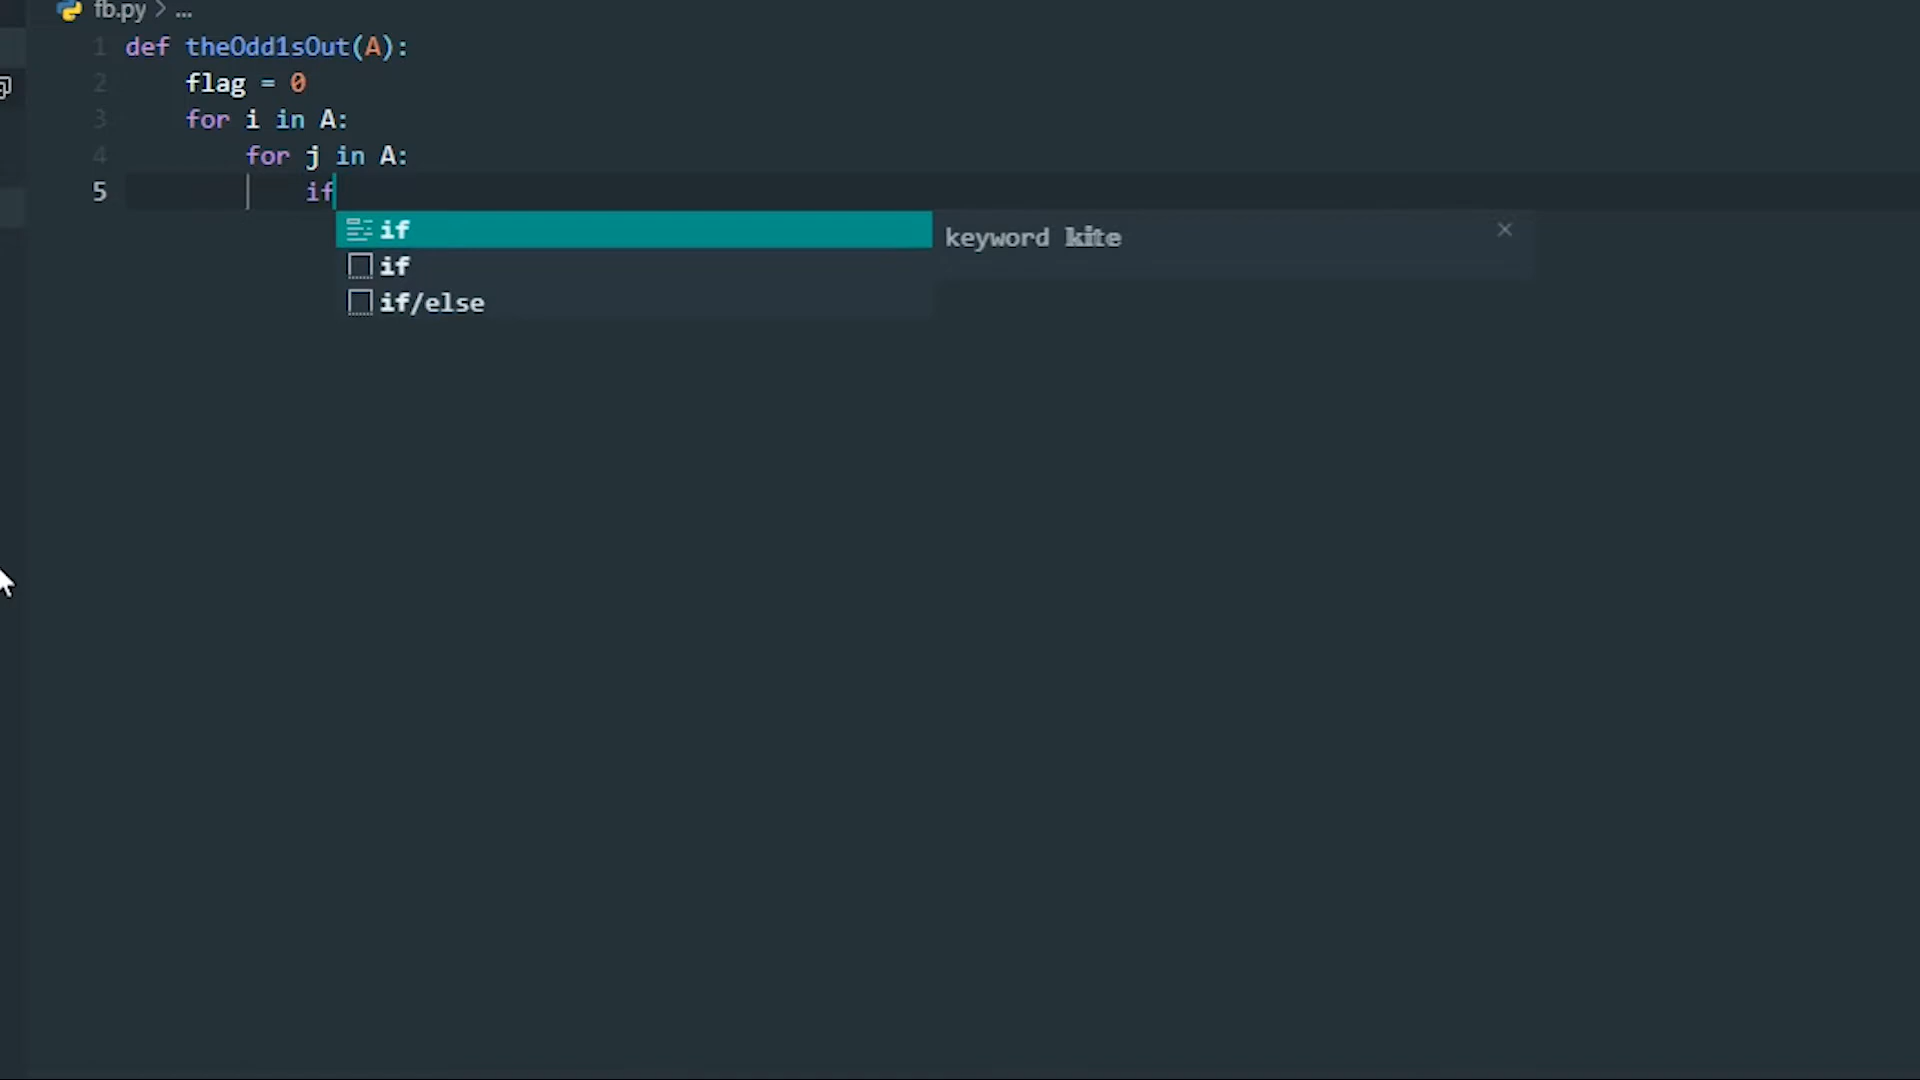 fb.py > ...
1 def theOdd1sOut(A):
2 flag = 0
3 for i in A:
4 for j in A:
5 if
if keyword kite
if
if/else